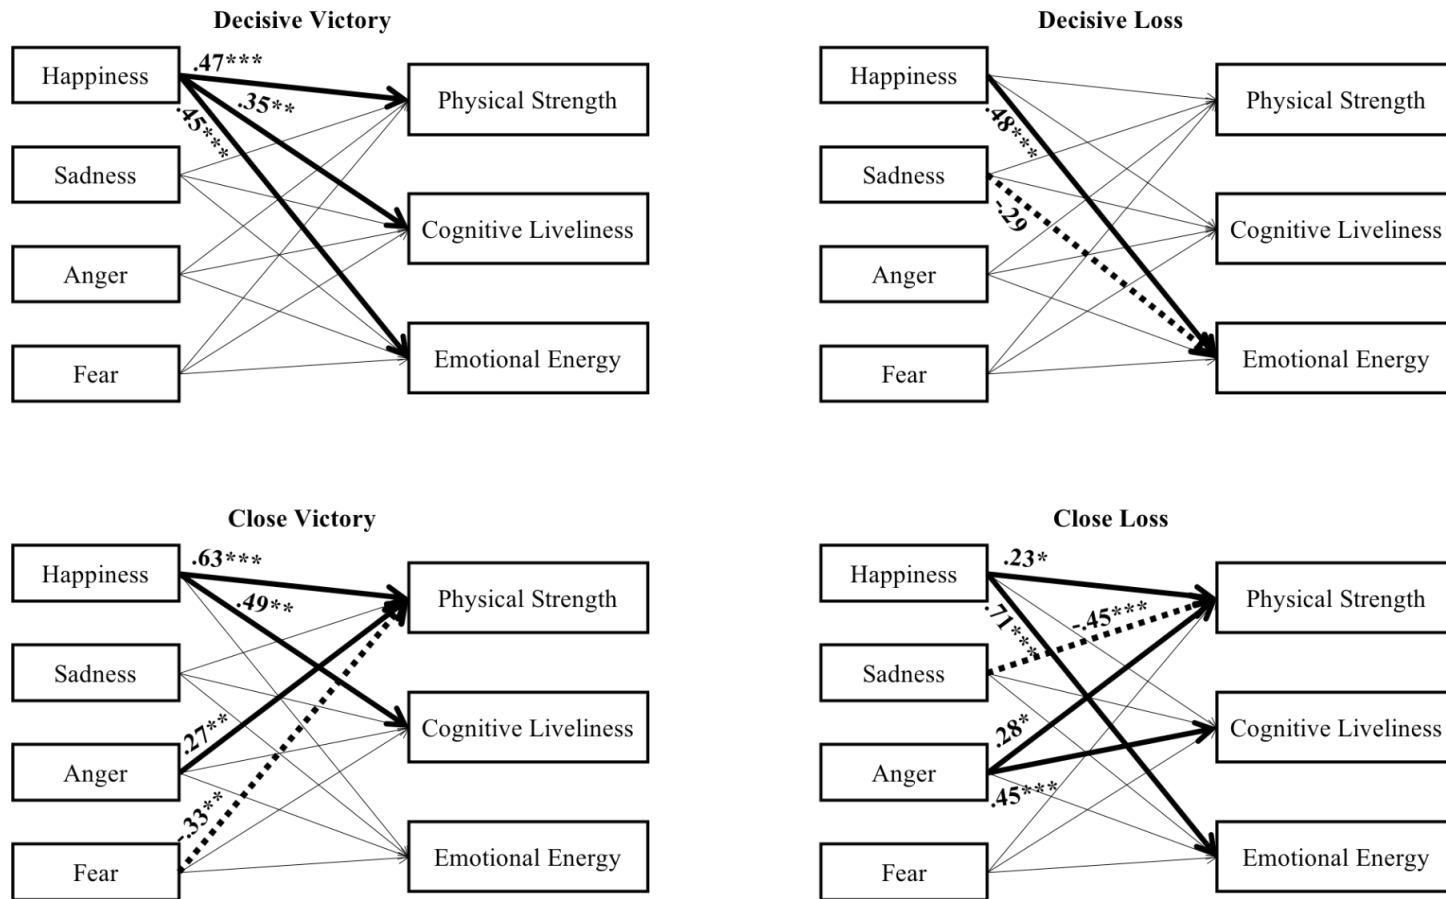 Decisive Victory
Happiness
Sadness
Anger
Fear
.47***
.35**
.45***
Physical Strength
Cognitive Liveliness
Emotional Energy
Decisive Loss
Happiness
Sadness
Anger
Fear
.48***
-.29
Physical Strength
Cognitive Liveliness
Emotional Energy
Close Victory
Happiness
Sadness
Anger
Fear
.63***
.49**
.27**
-.33**
Physical Strength
Cognitive Liveliness
Emotional Energy
Close Loss
Happiness
Sadness
Anger
Fear
.23*
.71***
-.45***
.28*
.45***
Physical Strength
Cognitive Liveliness
Emotional Energy